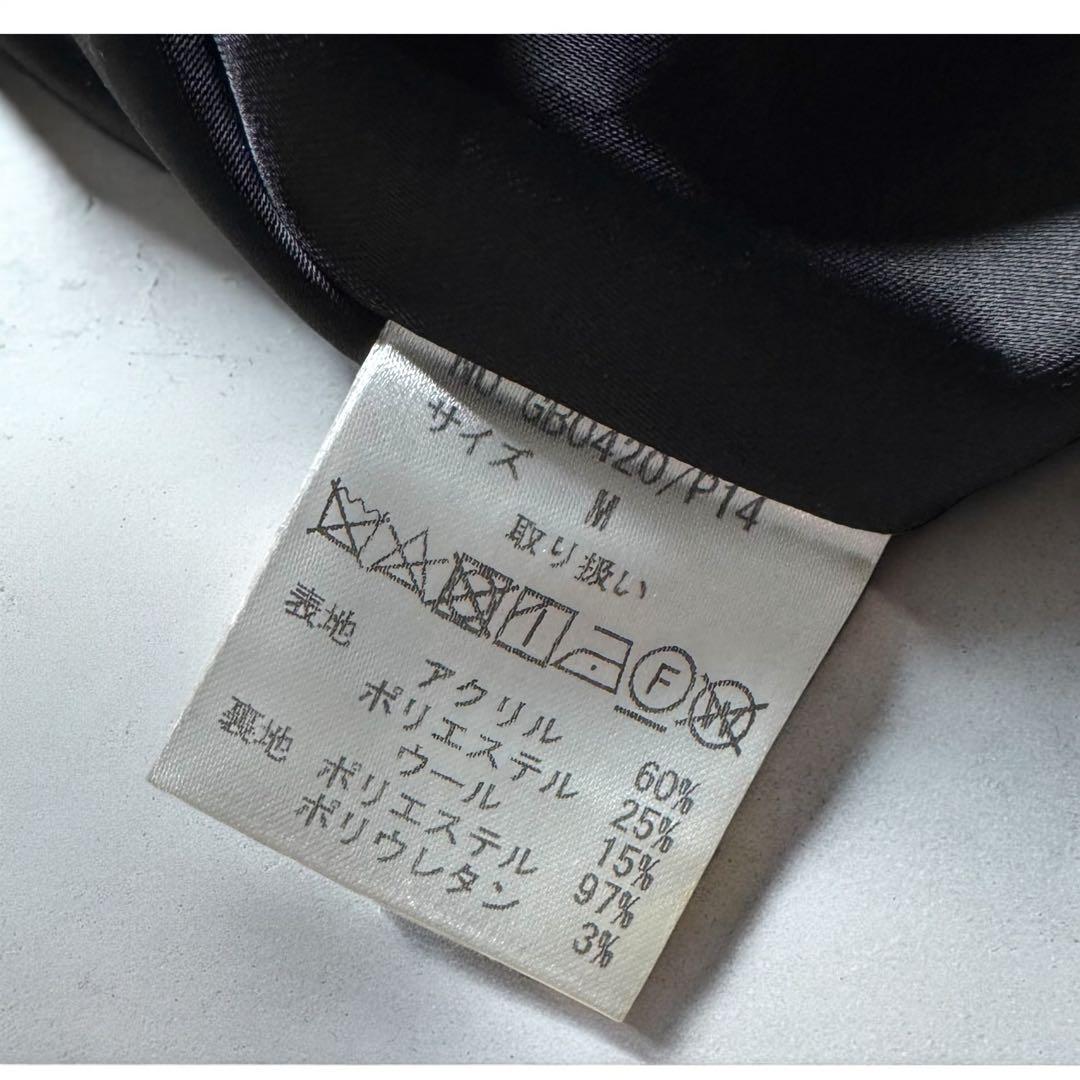 NO. GB0420/P14
サイズ M
取り扱い
F W
表地 アクリル 60%
ポリエステル 25%
ウール 15%
裏地 ポリエステル 97%
ポリウレタン 3%